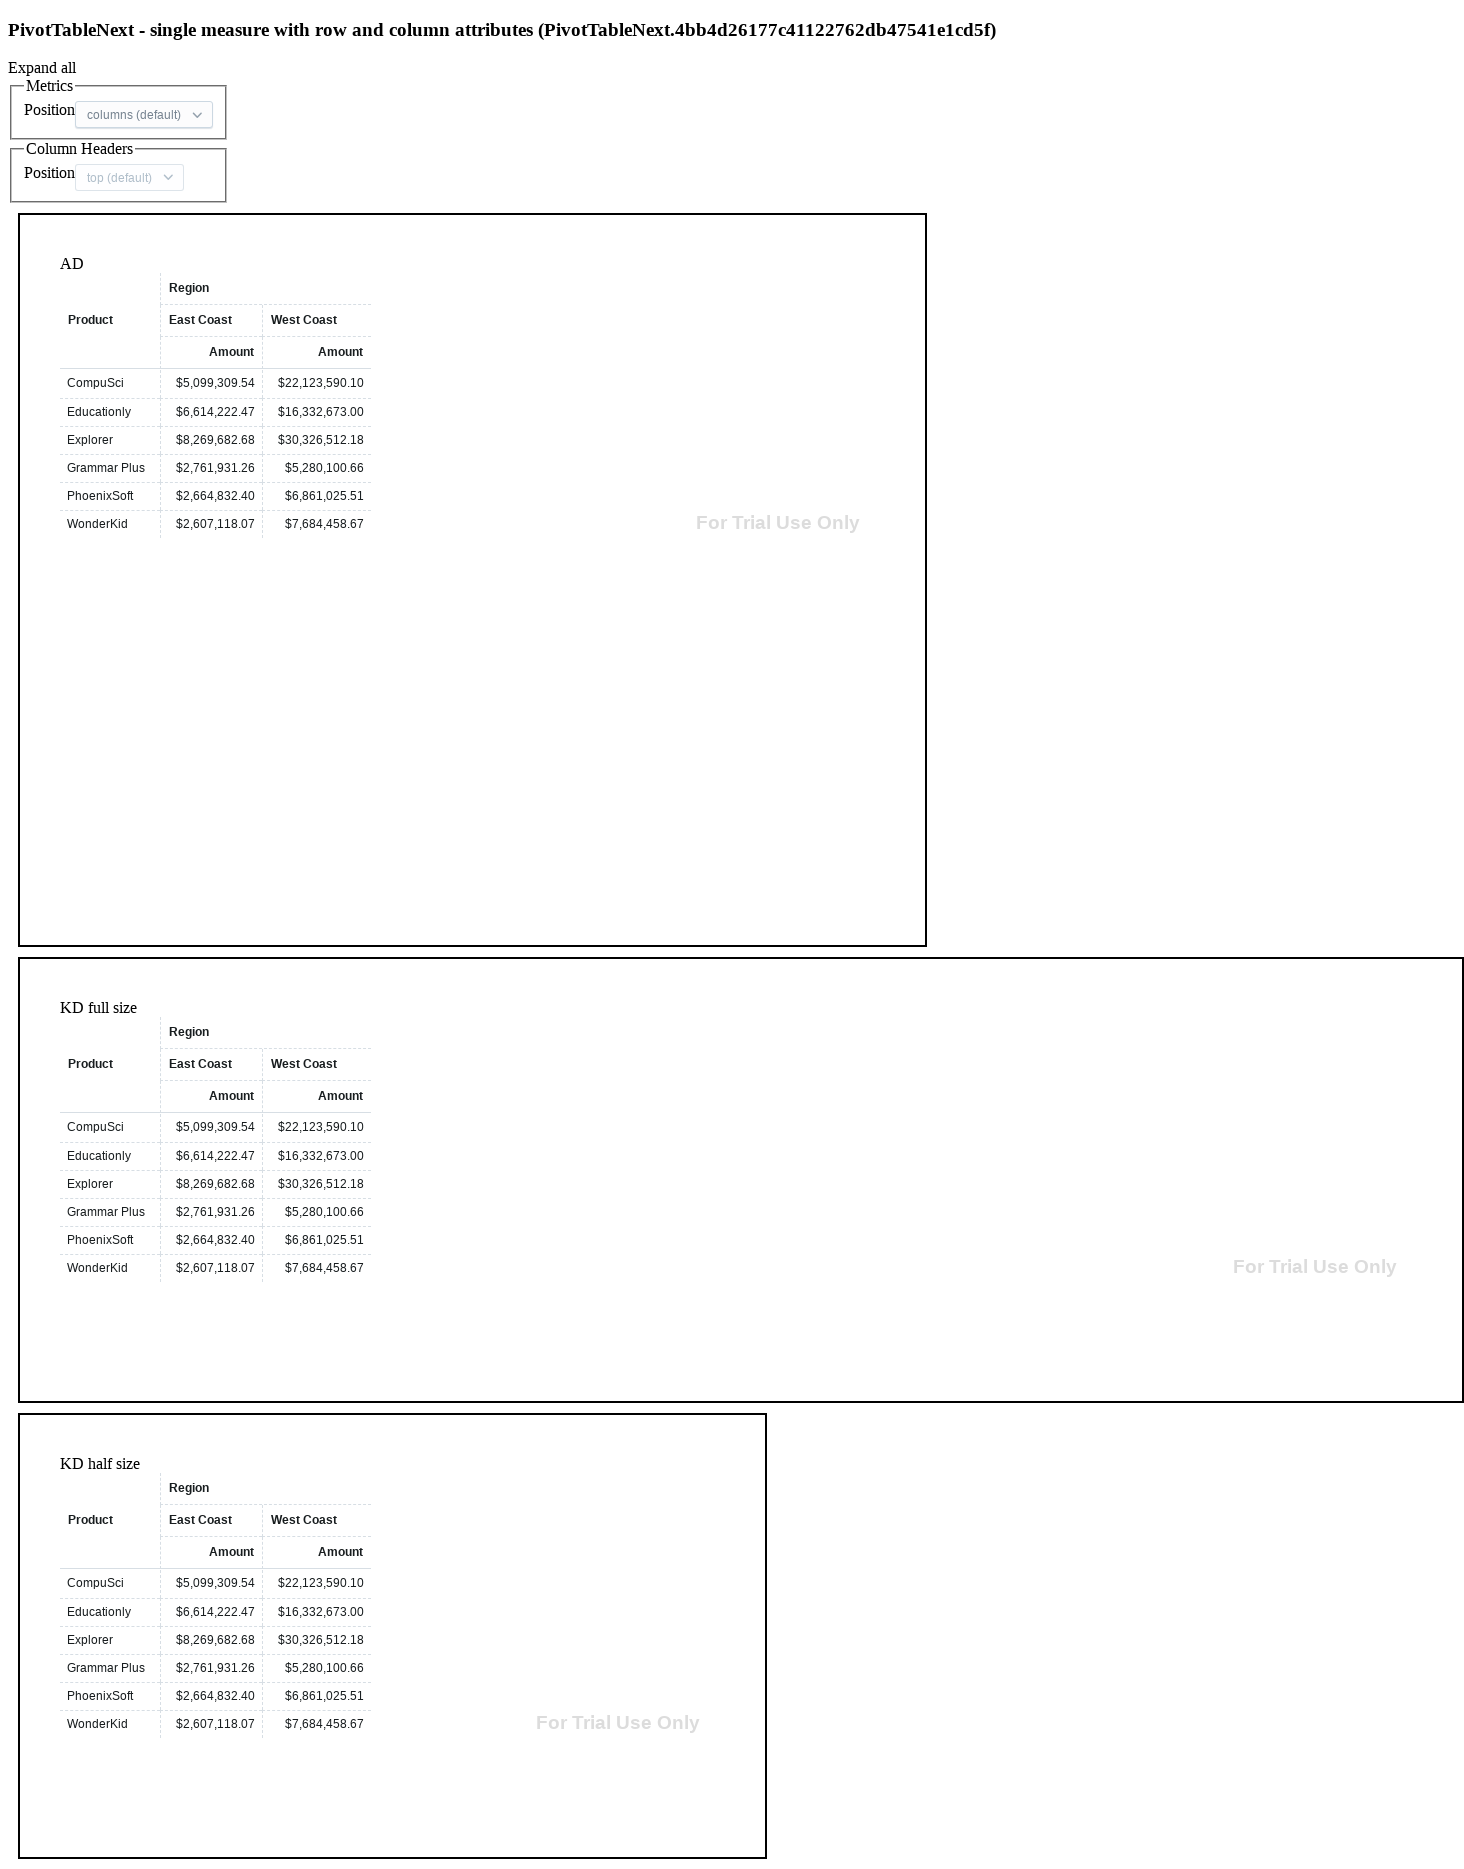 PivotTableNext - single measure with row and column attributes (PivotTableNext.4bb4d26177c41122762db47541e1cd5f)
Expand all
Metrics
Position columns (default)
Column Headers
Position top (default)
AD
Region
Product East Coast West Coast
Amount Amount
CompuSci $5,099,309.54 $22,123,590.10
Educationly $6,614,222.47 $16,332,673.00
Explorer $8,269,682.68 $30,326,512.18
Grammar Plus $2,761,931.26 $5,280,100.66
PhoenixSoft $2,664,832.40 $6,861,025.51
WonderKid $2,607,118.07 $7,684,458.67
For Trial Use Only
KD full size
Region
Product East Coast West Coast
Amount Amount
CompuSci $5,099,309.54 $22,123,590.10
Educationly $6,614,222.47 $16,332,673.00
Explorer $8,269,682.68 $30,326,512.18
Grammar Plus $2,761,931.26 $5,280,100.66
PhoenixSoft $2,664,832.40 $6,861,025.51
WonderKid $2,607,118.07 $7,684,458.67
For Trial Use Only
KD half size
Region
Product East Coast West Coast
Amount Amount
CompuSci $5,099,309.54 $22,123,590.10
Educationly $6,614,222.47 $16,332,673.00
Explorer $8,269,682.68 $30,326,512.18
Grammar Plus $2,761,931.26 $5,280,100.66
PhoenixSoft $2,664,832.40 $6,861,025.51
WonderKid $2,607,118.07 $7,684,458.67
For Trial Use Only